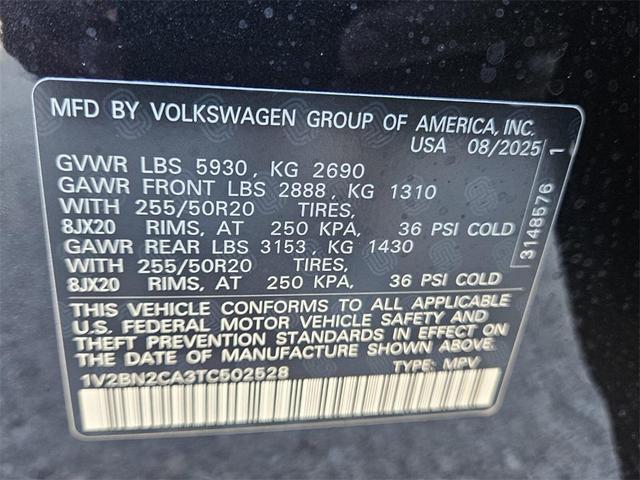 MFD BY VOLKSWAGEN GROUP OF AMERICA, INC.
USA 08/2025
GVWR LBS 5930, KG 2690
GAWR FRONT LBS 2888, KG 1310
WITH 255/50R20 TIRES,
8JX20 RIMS, AT 250 KPA, 36 PSI COLD
GAWR REAR LBS 3153, KG 1430
WITH 255/50R20 TIRES,
8JX20 RIMS, AT 250 KPA, 36 PSI COLD
THIS VEHICLE CONFORMS TO ALL APPLICABLE
U.S. FEDERAL MOTOR VEHICLE SAFETY AND
THEFT PREVENTION STANDARDS IN EFFECT ON
THE DATE OF MANUFACTURE SHOWN ABOVE.
1V2BN2CA3TC502528 TYPE: MPV
3148576 1